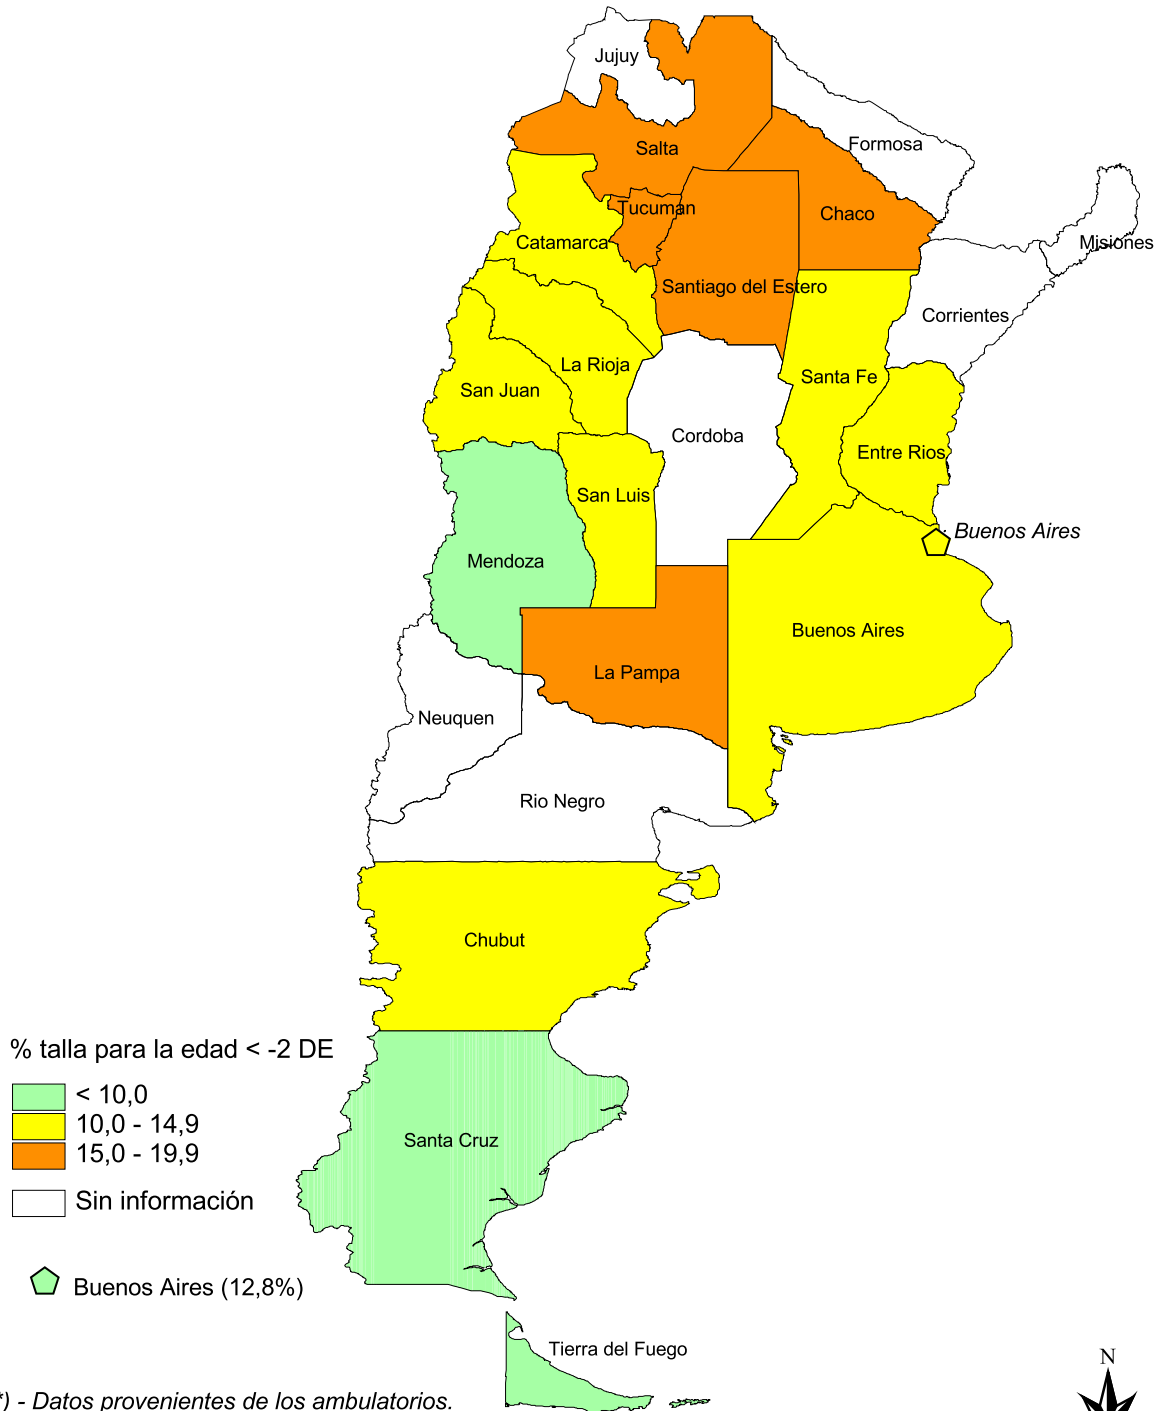 Jujuy
Formosa
Salta
Tucuman
Chaco
Misiones
Catamarca
Santiago del Estero
Corrientes
La Rioja
Santa Fe
San Juan
Cordoba
Entre Rios
San Luis
Buenos Aires
Mendoza
Buenos Aires
La Pampa
Neuquen
Rio Negro
Chubut
% talla para la edad < -2 DE
< 10,0
10,0 - 14,9
15,0 - 19,9
Sin información
Santa Cruz
Buenos Aires (12,8%)
Tierra del Fuego
N
*) - Datos provenientes de los ambulatorios.